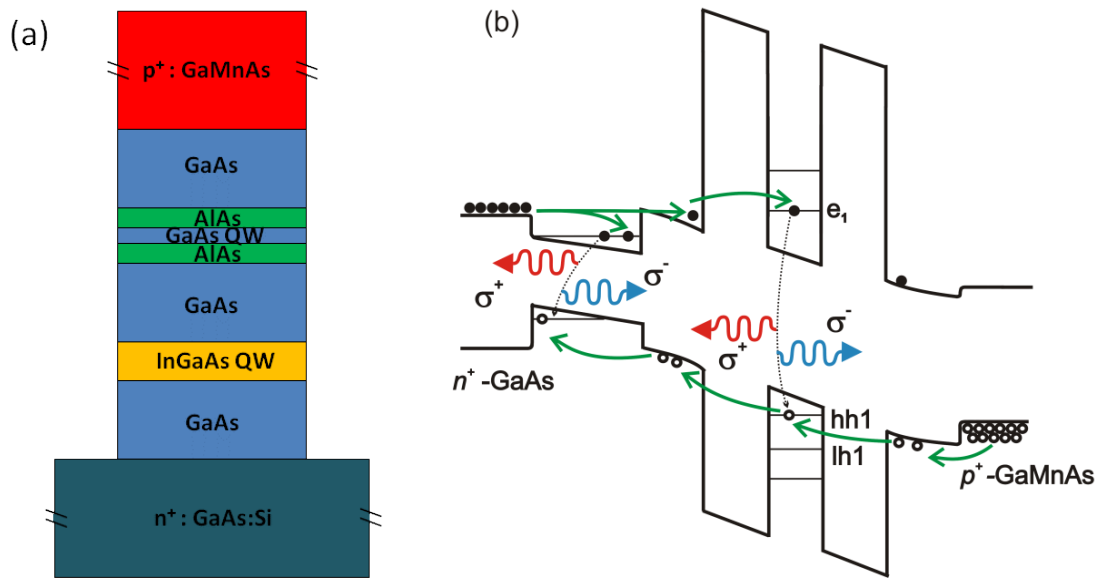 (a)
p⁺ : GaMnAs
GaAs
AlAs
GaAs QW
AlAs
GaAs
InGaAs QW
GaAs
n⁺ : GaAs:Si
(b)
e₁
σ⁺
σ⁻
σ⁺
σ⁻
n⁺ -GaAs
hh1
lh1
p⁺-GaMnAs